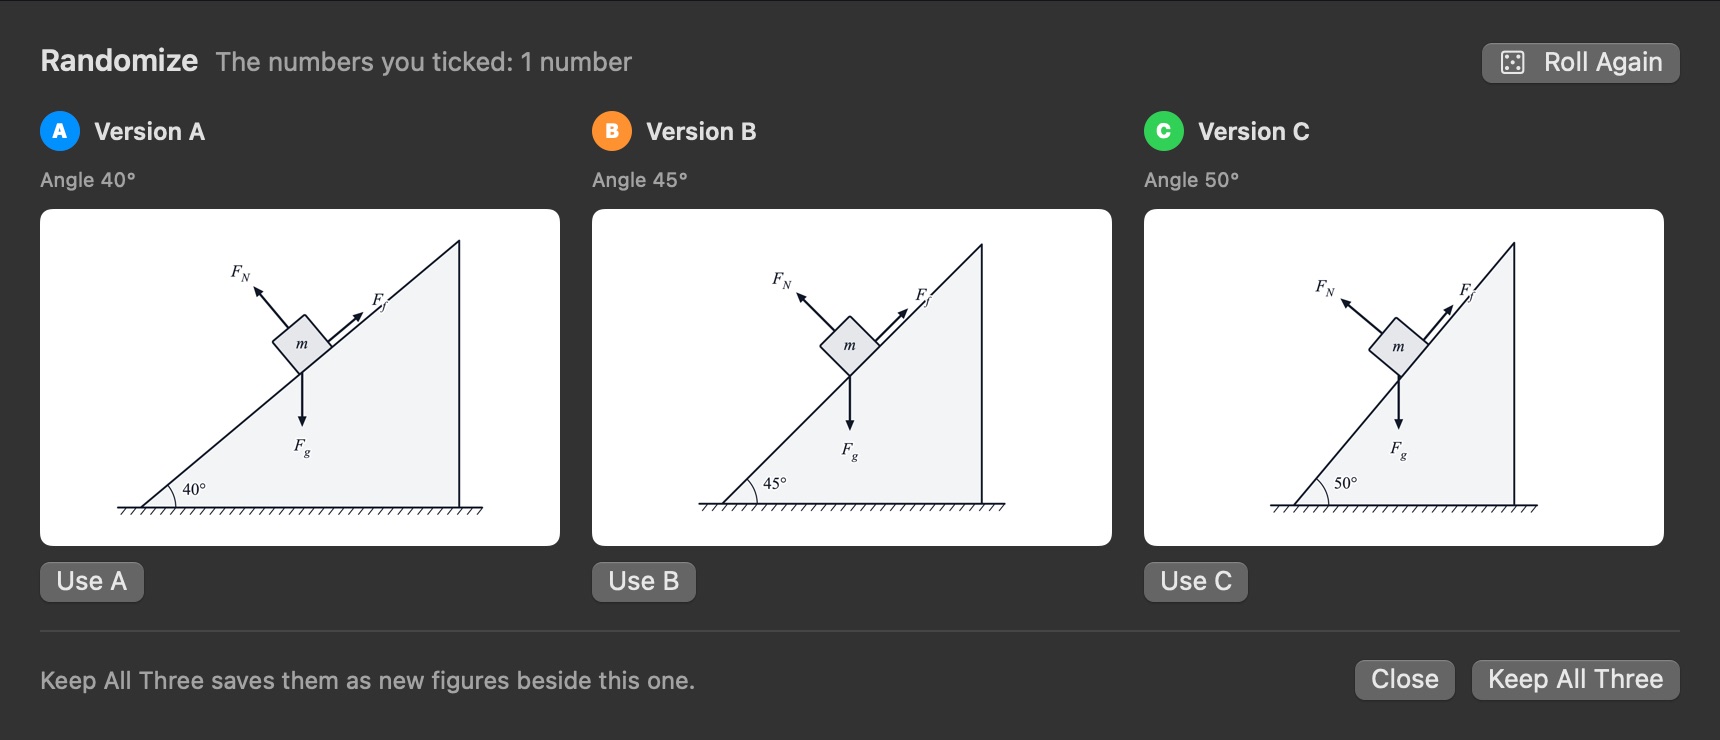 Randomize The numbers you ticked: 1 number
Roll Again
A Version A
Angle 40°
F_N
F_f
m
F_g
40°
Use A
B Version B
Angle 45°
F_N
F_f
m
F_g
45°
Use B
C Version C
Angle 50°
F_N
F_f
m
F_g
50°
Use C
Keep All Three saves them as new figures beside this one.
Close
Keep All Three